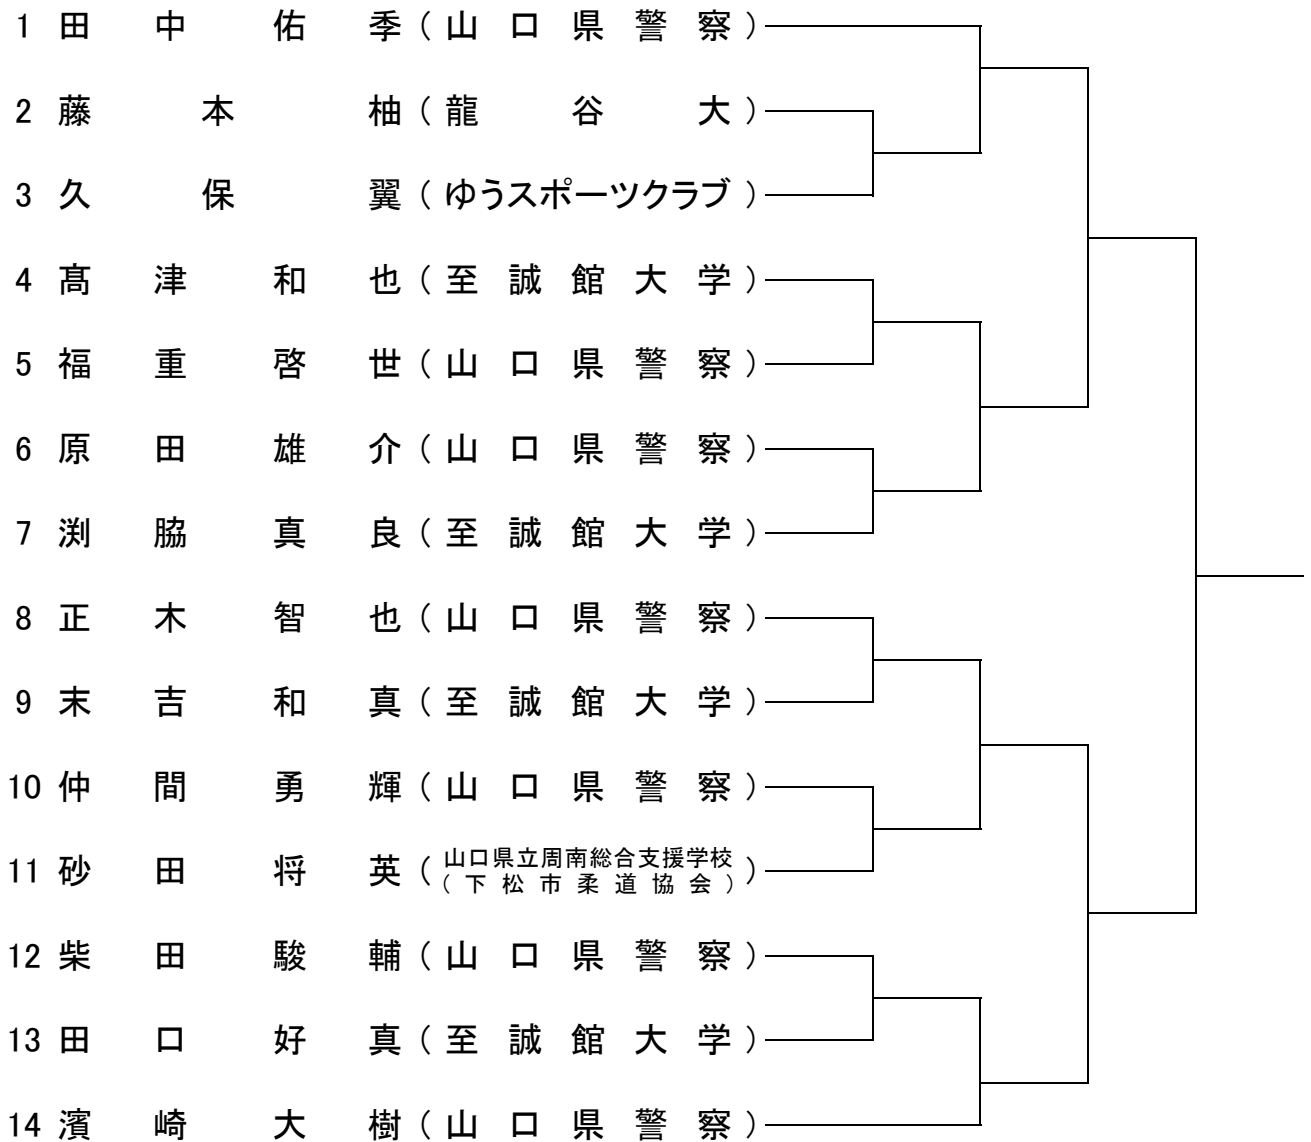 1 田中佑季(山口県警察)
2 藤本柚(龍谷大)
3 久保翼(ゆうスポーツクラブ)
4 髙津和也(至誠館大学)
5 福重啓世(山口県警察)
6 原田雄介(山口県警察)
7 渕脇真良(至誠館大学)
8 正木智也(山口県警察)
9 末吉和真(至誠館大学)
10 仲間勇輝(山口県警察)
11 砂田将英(山口県立周南総合支援学校
(下松市柔道協会))
12 柴田駿輔(山口県警察)
13 田口好真(至誠館大学)
14 濱崎大樹(山口県警察)